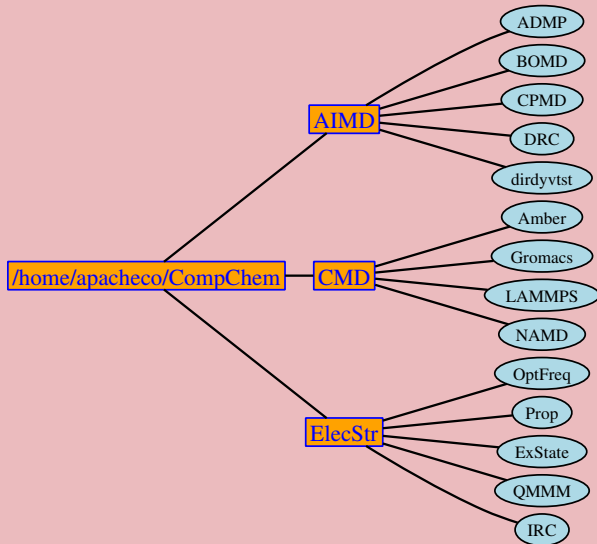 /home/apacheco/CompChem
AIMD
ADMP
BOMD
CPMD
DRC
dirdyvtst
CMD
Amber
Gromacs
LAMMPS
NAMD
ElecStr
OptFreq
Prop
ExState
QMMM
IRC